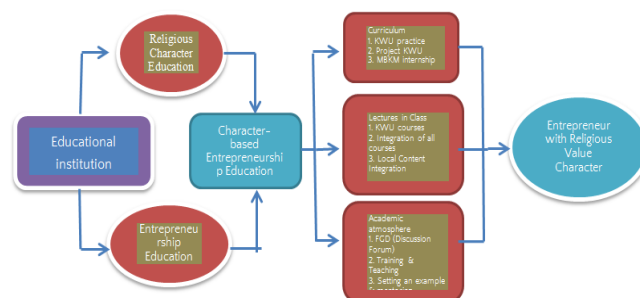 Religious
Character
Education
Educational
institution
Entrepreneu
rship
Education
Character-
based
Entrepreneurshi
p Education
Curriculum
1. KWU practice
2. Project KWU
3. MBKM internship
Lectures in Class
1. KWU courses
2. Integration of all
courses
3. Local Content
Integration
Academic
atmosphere
1. FGD (Discussion
Forum)
2. Training &
Teaching
3. Setting an example
Entrepreneur
with Religious
Value
Character